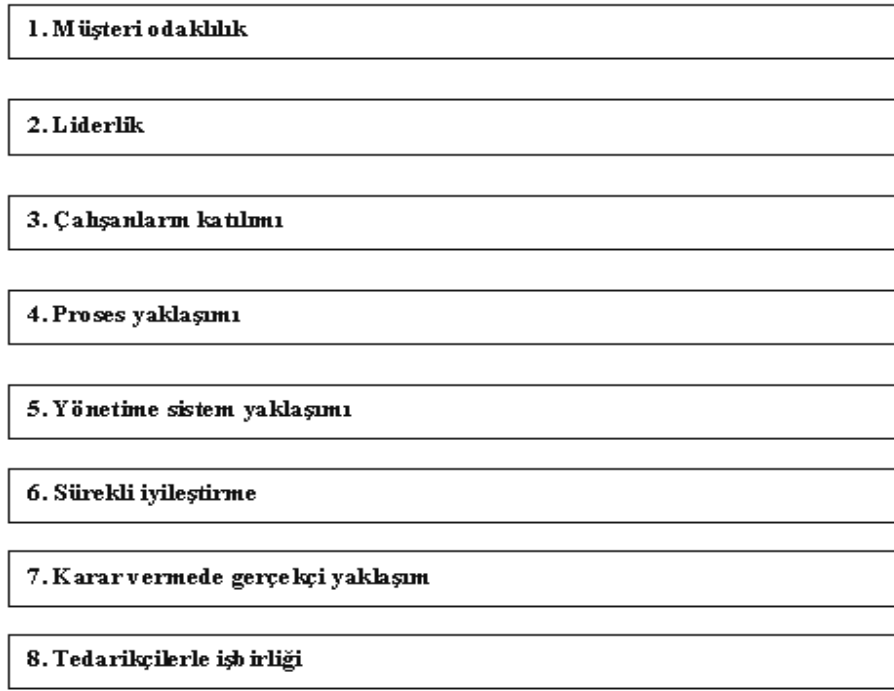 1. Müşteri odaklılık
2. Liderlik
3. Çalışanların katılımı
4. Proses yaklaşımı
5. Yönetime sistem yaklaşımı
6. Sürekli iyileştirme
7. Karar vermede gerçekçi yaklaşım
8. Tedarikçilerle işbirliği